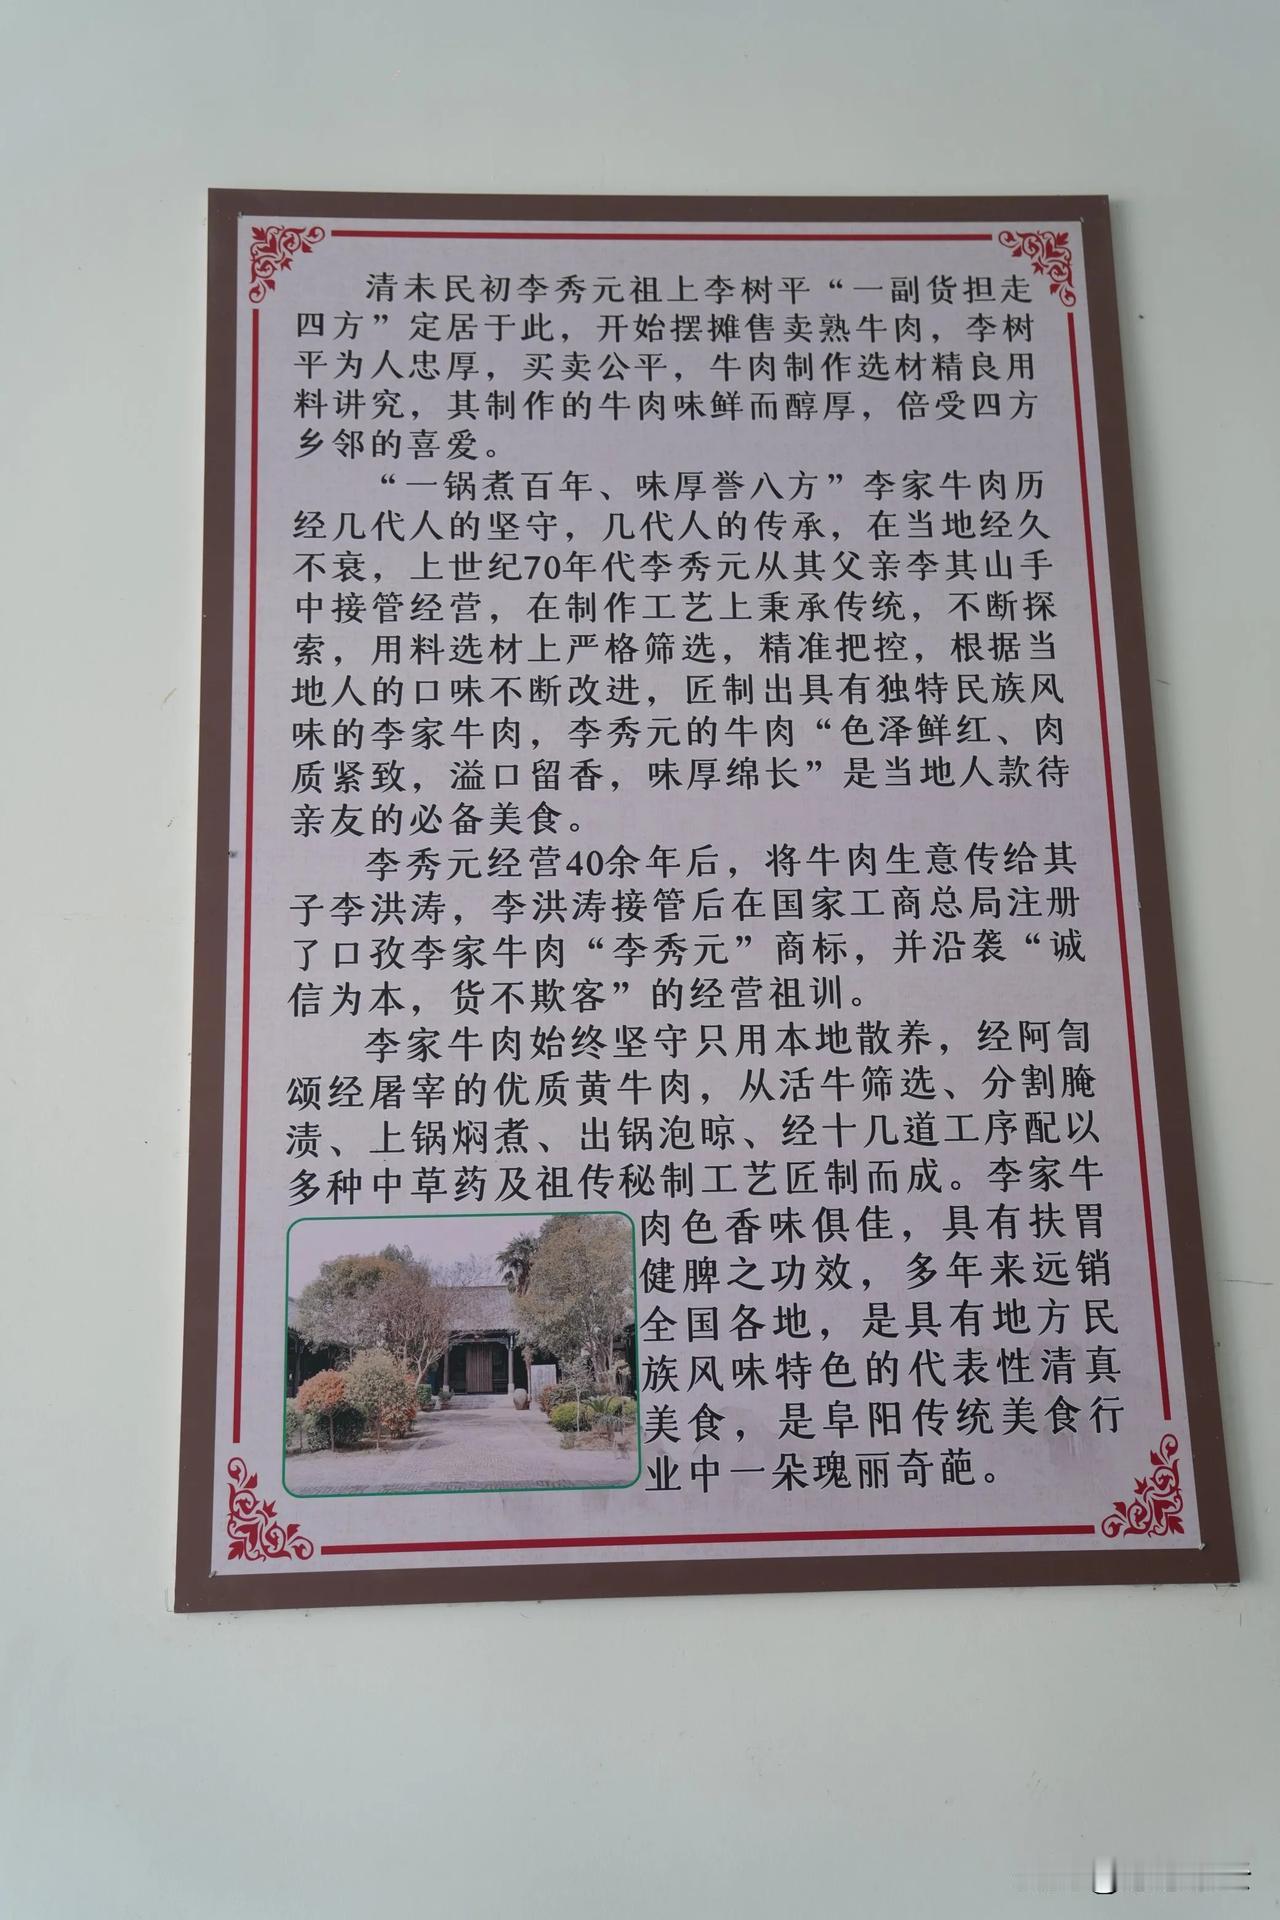 清未民初李秀元祖上李树平“一副货担走
四方”定居于此，开始摆摊售卖熟牛肉，李树
平为人忠厚，买卖公平，牛肉制作选材精良用
料讲究，其制作的牛肉味鲜而醇厚，倍受四方
乡邻的喜爱。
“一锅煮百年、味厚誉八方”李家牛肉历
经几代人的坚守，几代人的传承，在当地经久
不衰，上世纪70年代李秀元从其父亲李其山手
中接管经营，在制作工艺上秉承传统，不断探
索，用料选材上严格筛选，精准把控，根据当
地人的口味不断改进，匠制出具有独特民族风
味的李家牛肉，李秀元的牛肉“色泽鲜红、肉
质紧致，溢口留香，味厚绵长”是当地人款待
亲友的必备美食。
李秀元经营40余年后，将牛肉生意传给其
子李洪涛，李洪涛接管后在国家工商总局注册
了口孜李家牛肉“李秀元”商标，并沿袭“诚
信为本，货不欺客”的经营祖训。
李家牛肉始终坚守只用本地散养，经阿訇
颂经屠宰的优质黄牛肉，从活牛筛选、分割腌
渍、上锅焖煮、出锅泡晾、经十几道工序配以
多种中草药及祖传秘制工艺匠制而成。李家牛
肉色香味俱佳，具有扶胃
健脾之功效，多年来远销
全国各地，是具有地方民
族风味特色的代表性清真
美食，是阜阳传统美食行
业中一朵瑰丽奇葩。